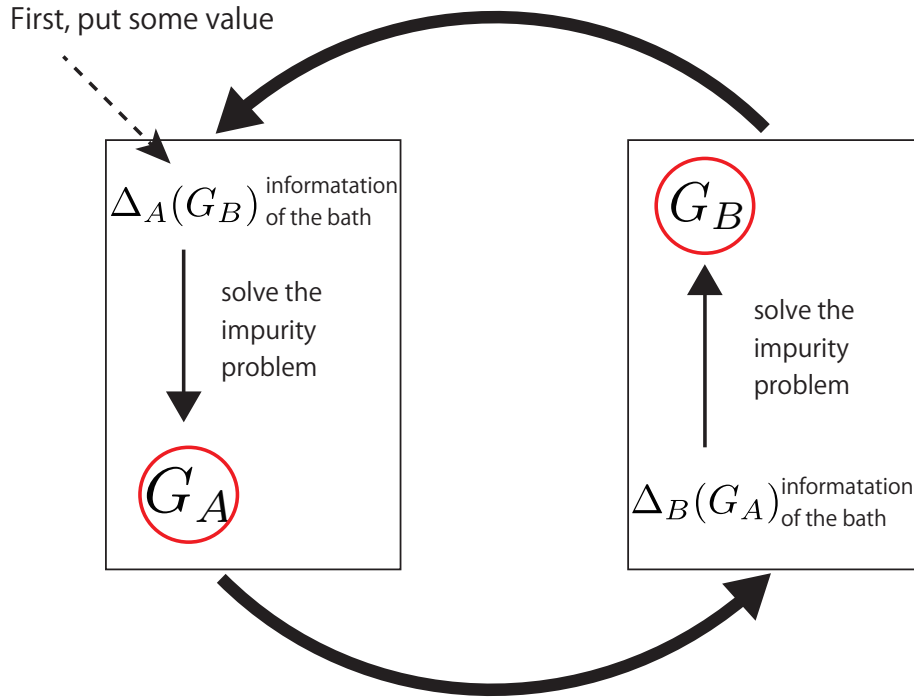 First, put some value
Δ_A(G_B) informatation
of the bath
solve the
impurity
problem
G_A
G_B
solve the
impurity
problem
Δ_B(G_A) informatation
of the bath